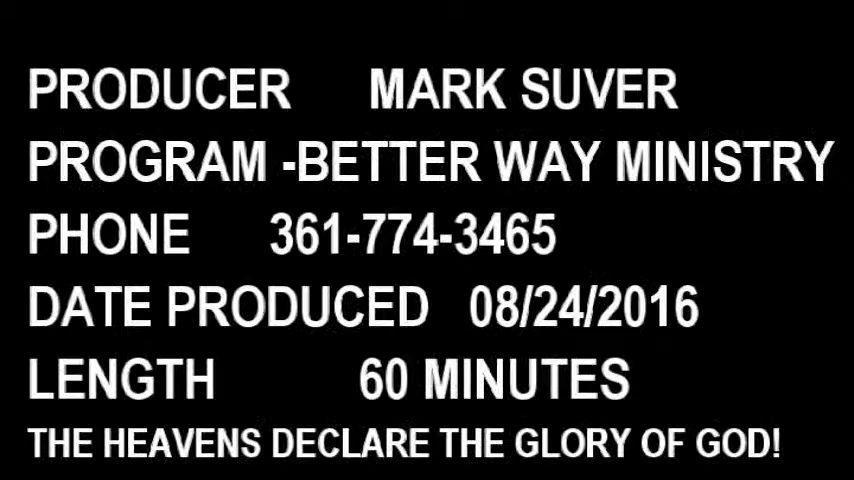 PRODUCER MARK SUVER
PROGRAM -BETTER WAY MINISTRY
PHONE 361-774-3465
DATE PRODUCED 08/24/2016
LENGTH 60 MINUTES
THE HEAVENS DECLARE THE GLORY OF GOD!